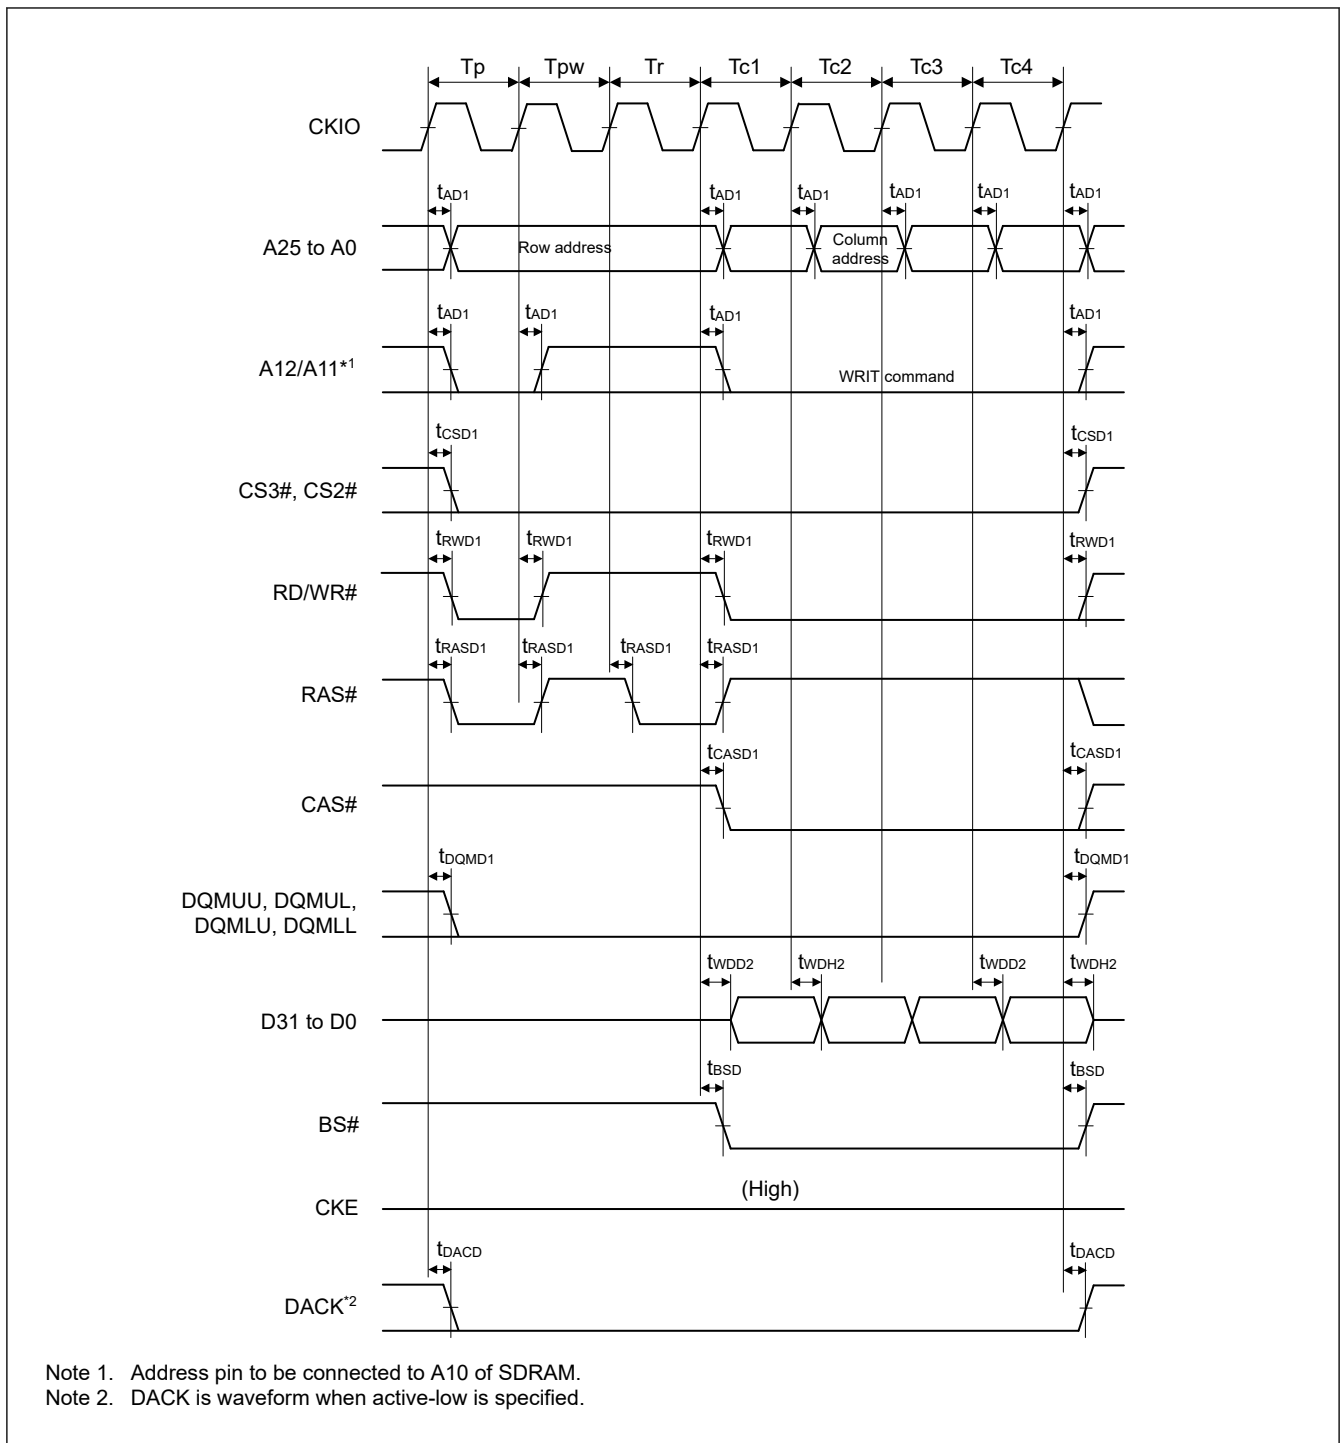 Tp Tpw Tr Tc1 Tc2 Tc3 Tc4
CKIO
tAD1 tAD1 tAD1 tAD1 tAD1 tAD1
A25 to A0 Row address Column address
tAD1 tAD1 tAD1 tAD1
A12/A11*1 WRIT command
tCSD1 tCSD1
CS3#, CS2#
tRWD1 tRWD1 tRWD1 tRWD1
RD/WR#
tRASD1 tRASD1 tRASD1 tRASD1
RAS#
tCASD1 tCASD1
CAS#
tDQMD1 tDQMD1
DQMUU, DQMUL,
DQMLU, DQMLL
tWDD2 tWDH2 tWDD2 tWDH2
D31 to D0
tBSD tBSD
BS#
(High)
CKE
tDACD tDACD
DACK*2
Note 1. Address pin to be connected to A10 of SDRAM.
Note 2. DACK is waveform when active-low is specified.